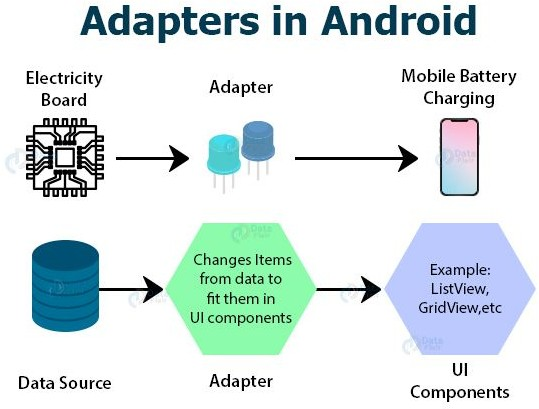 Adapters in Android
Electricity
Board
Adapter
Mobile Battery
Charging
Changes Items
from data to
fit them in
UI components
Example:
ListView,
GridView,etc
Data Source
Adapter
UI
Components